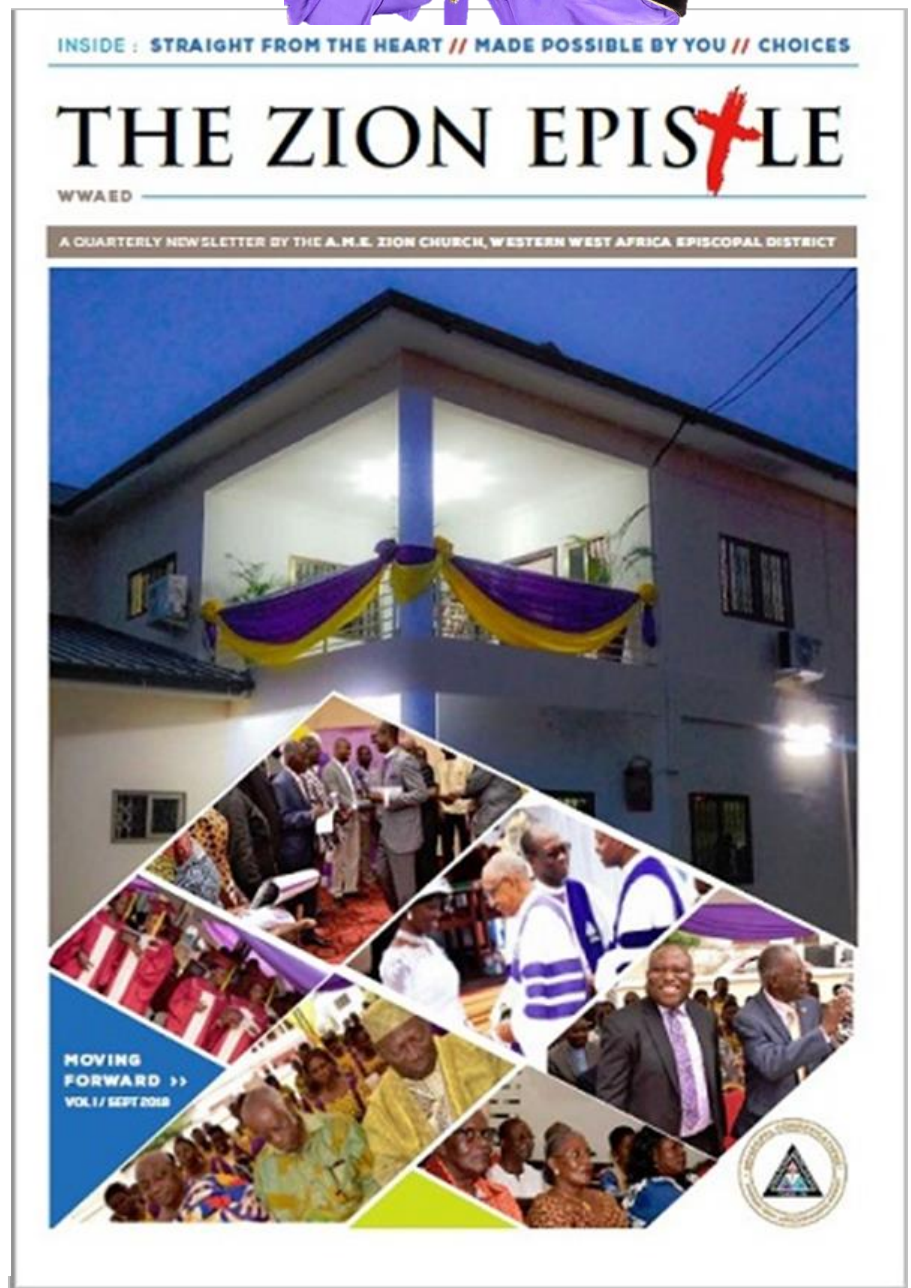 INSIDE : STRAIGHT FROM THE HEART // MADE POSSIBLE BY YOU // CHOICES
THE ZION EPISTLE
WWAED
A QUARTERLY NEWSLETTER BY THE A.M.E. ZION CHURCH, WESTERN WEST AFRICA EPISCOPAL DISTRICT
MOVING
FORWARD >>
VOL I / SEPT 2018